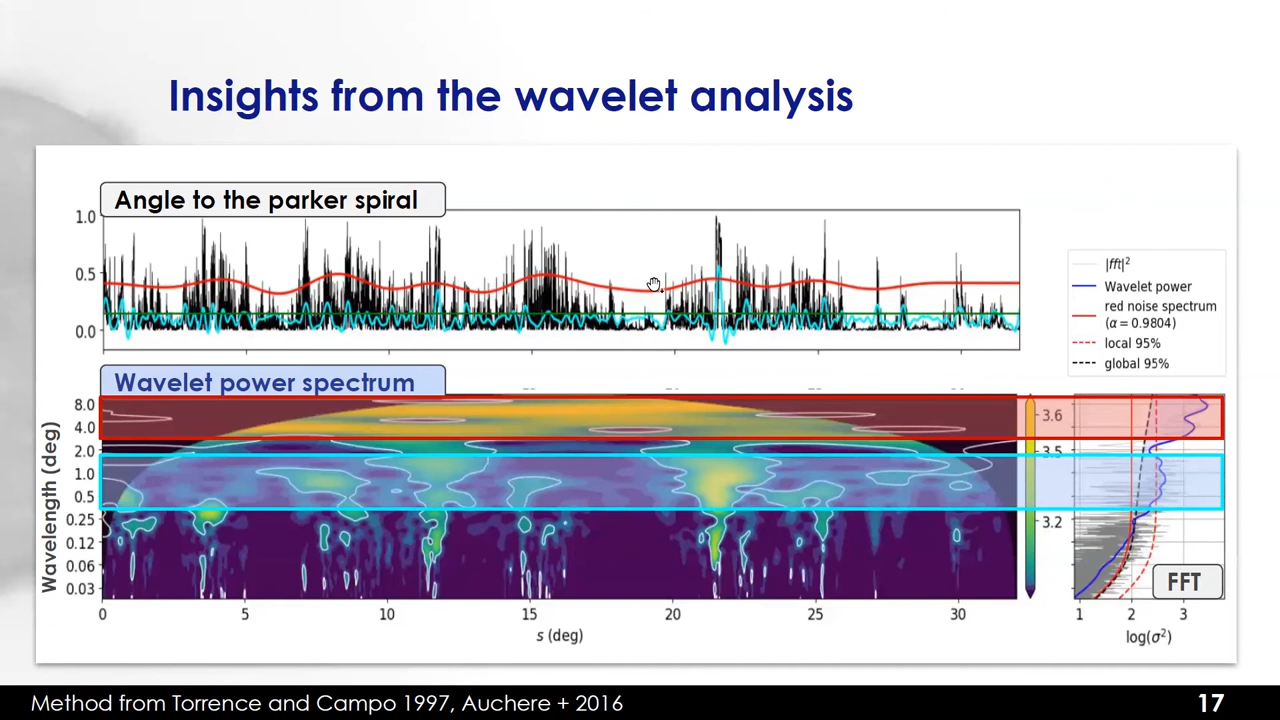 Insights from the wavelet analysis
Angle to the parker spiral
1.0
0.5
0.0
|fft|²
Wavelet power
red noise spectrum
(α = 0.9804)
local 95%
global 95%
Wavelet power spectrum
Wavelength (deg)
8.0
4.0
2.0
1.0
0.5
0.25
0.12
0.06
0.03
3.6
3.5
3.2
FFT
0 5 10 15 20 25 30
s (deg)
1 2 3
log(σ²)
Method from Torrence and Campo 1997, Auchere + 2016
17